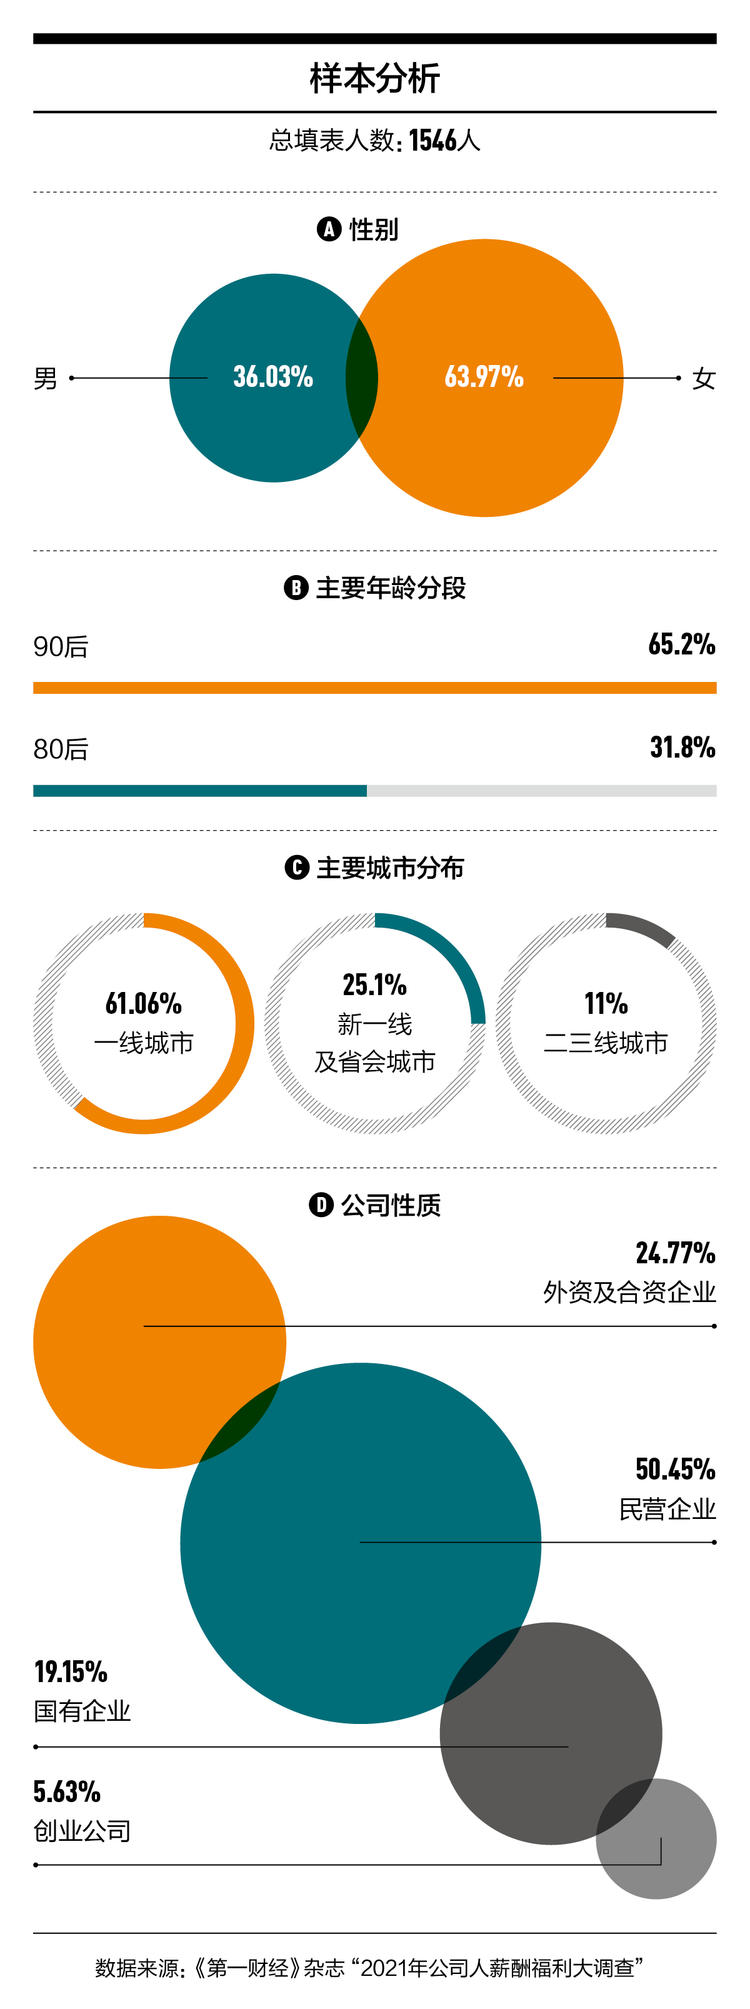 样本分析
总填表人数：1546人
A 性别
男 36.03% 63.97% 女
B 主要年龄分段
90后 65.2%
80后 31.8%
C 主要城市分布
61.06%
一线城市
25.1%
新一线
及省会城市
11%
二三线城市
D 公司性质
24.77%
外资及合资企业
50.45%
民营企业
19.15%
国有企业
5.63%
创业公司
数据来源：《第一财经》杂志“2021年公司人薪酬福利大调查”